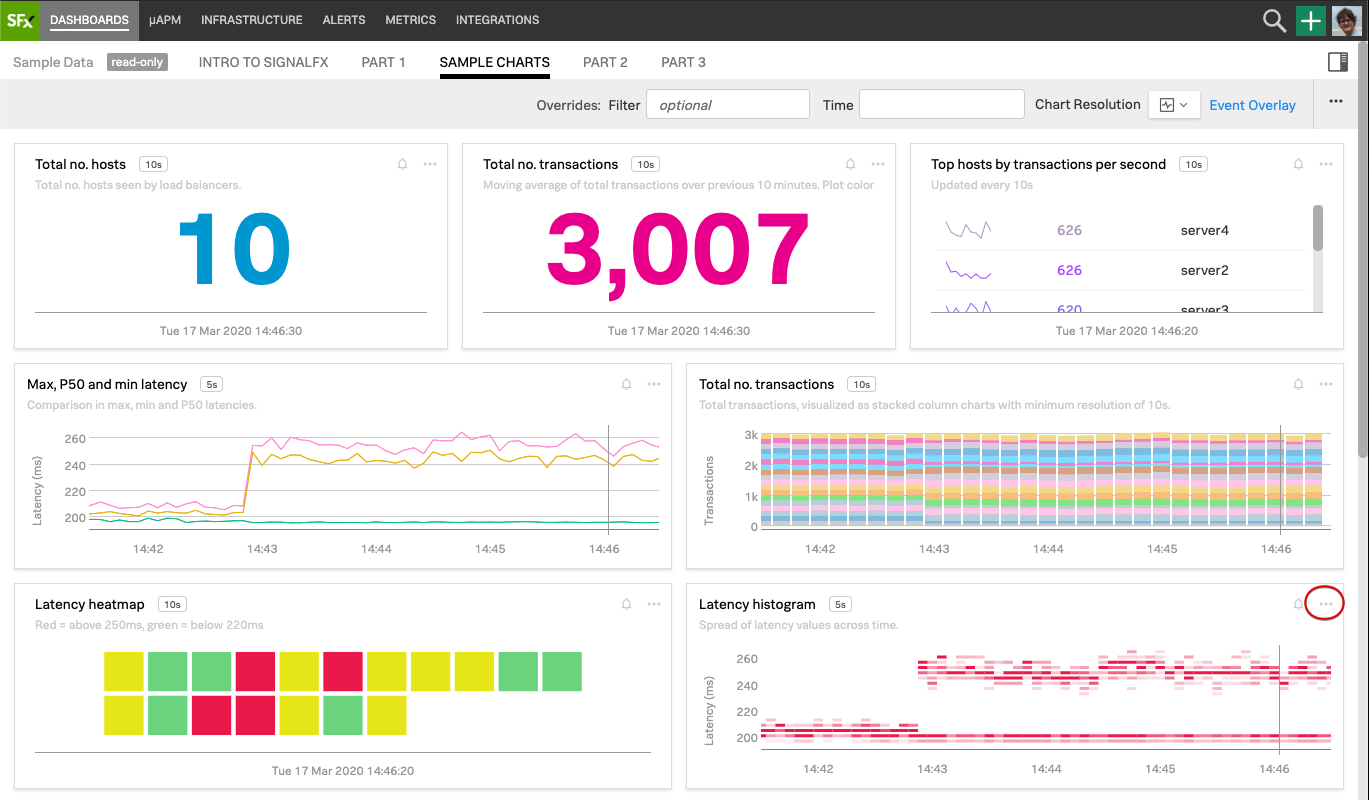 SFx DASHBOARDS µAPM INFRASTRUCTURE ALERTS METRICS INTEGRATIONS
Sample Data read-only INTRO TO SIGNALFX PART 1 SAMPLE CHARTS PART 2 PART 3
Overrides: Filter optional Time Chart Resolution Event Overlay ...
Total no. hosts 10s ...
Total no. hosts seen by load balancers.
10
Tue 17 Mar 2020 14:46:30
Total no. transactions 10s ...
Moving average of total transactions over previous 10 minutes. Plot color
3,007
Tue 17 Mar 2020 14:46:30
Top hosts by transactions per second 10s ...
Updated every 10s
626 server4
626 server2
620 server3
Tue 17 Mar 2020 14:46:20
Max, P50 and min latency 5s ...
Comparison in max, min and P50 latencies.
Latency (ms)
260
240
220
200
14:42 14:43 14:44 14:45 14:46
Total no. transactions 10s ...
Total transactions, visualized as stacked column charts with minimum resolution of 10s.
Transactions
3k
2k
1k
0
14:42 14:43 14:44 14:45 14:46
Latency heatmap 10s ...
Red = above 250ms, green = below 220ms
Tue 17 Mar 2020 14:46:20
Latency histogram 5s ...
Spread of latency values across time.
Latency (ms)
260
240
220
200
14:42 14:43 14:44 14:45 14:46